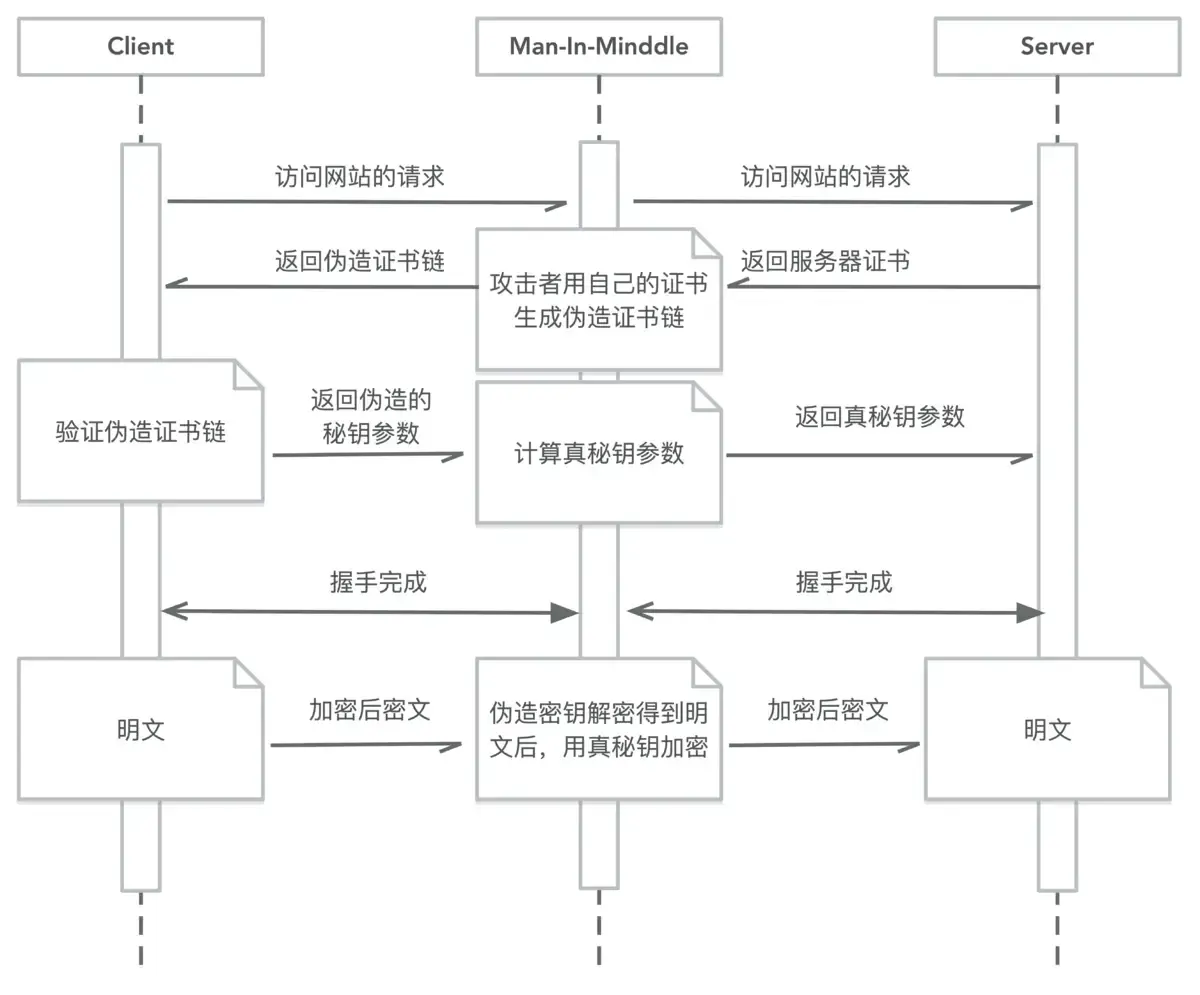 Client
Man-In-Minddle
Server
访问网站的请求
访问网站的请求
返回伪造证书链
返回服务器证书
攻击者用自己的证书
生成伪造证书链
验证伪造证书链
返回伪造的
秘钥参数
计算真秘钥参数
返回真秘钥参数
握手完成
握手完成
明文
加密后密文
伪造密钥解密得到明
文后，用真秘钥加密
加密后密文
明文